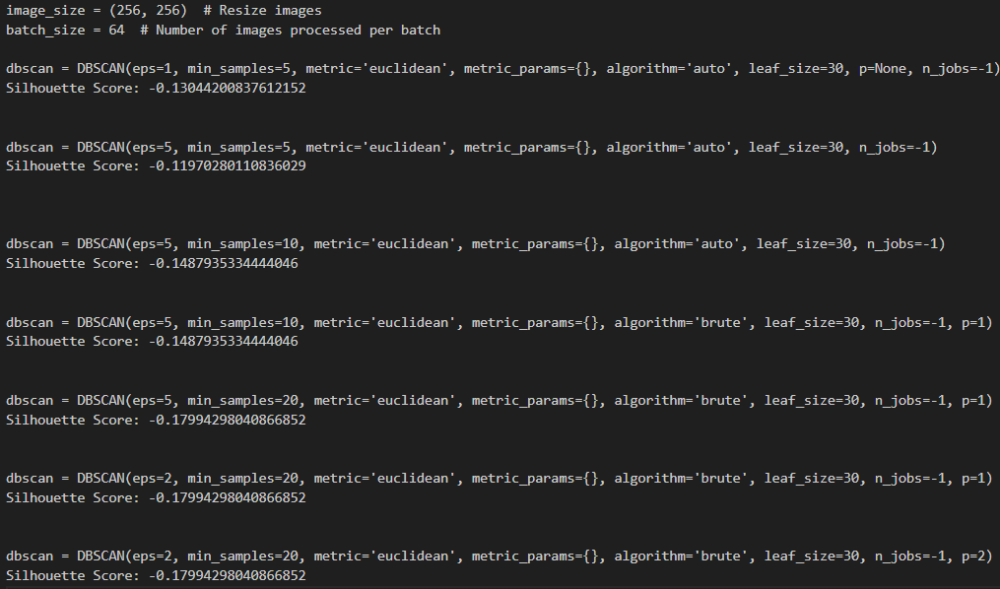 image_size = (256, 256)  # Resize images
batch_size = 64  # Number of images processed per batch
dbscan = DBSCAN(eps=1, min_samples=5, metric='euclidean', metric_params={}, algorithm='auto', leaf_size=30, p=None, n_jobs=-1)
Silhouette Score: -0.13044200837612152
dbscan = DBSCAN(eps=5, min_samples=5, metric='euclidean', metric_params={}, algorithm='auto', leaf_size=30, n_jobs=-1)
Silhouette Score: -0.11970280110836029
dbscan = DBSCAN(eps=5, min_samples=10, metric='euclidean', metric_params={}, algorithm='auto', leaf_size=30, n_jobs=-1)
Silhouette Score: -0.1487935334444046
dbscan = DBSCAN(eps=5, min_samples=10, metric='euclidean', metric_params={}, algorithm='brute', leaf_size=30, n_jobs=-1, p=1)
Silhouette Score: -0.1487935334444046
dbscan = DBSCAN(eps=5, min_samples=20, metric='euclidean', metric_params={}, algorithm='brute', leaf_size=30, n_jobs=-1, p=1)
Silhouette Score: -0.17994298040866852
dbscan = DBSCAN(eps=2, min_samples=20, metric='euclidean', metric_params={}, algorithm='brute', leaf_size=30, n_jobs=-1, p=1)
Silhouette Score: -0.17994298040866852
dbscan = DBSCAN(eps=2, min_samples=20, metric='euclidean', metric_params={}, algorithm='brute', leaf_size=30, n_jobs=-1, p=2)
Silhouette Score: -0.17994298040866852